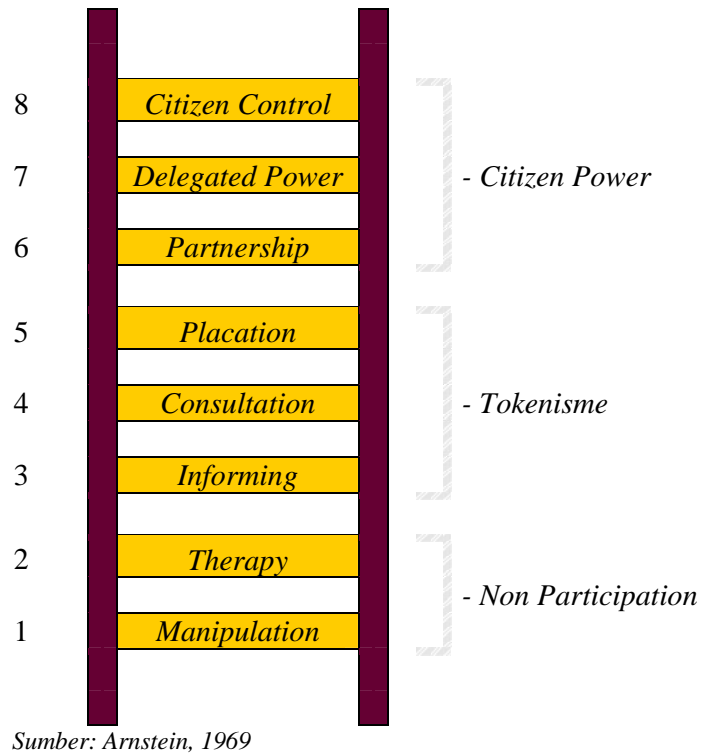 8 Citizen Control
7 Delegated Power - Citizen Power
6 Partnership
5 Placation
4 Consultation - Tokenisme
3 Informing
2 Therapy
- Non Participation
1 Manipulation
Sumber: Arnstein, 1969